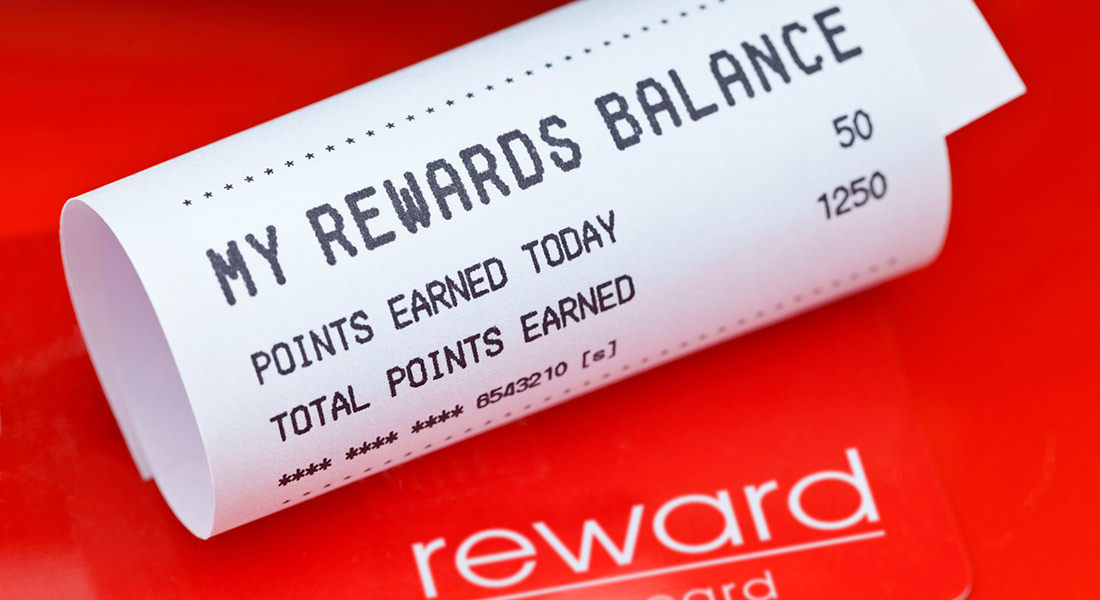 MY REWARDS BALANCE
POINTS EARNED TODAY 50
TOTAL POINTS EARNED 1250
**** **** **** 6543210 [s]
reward